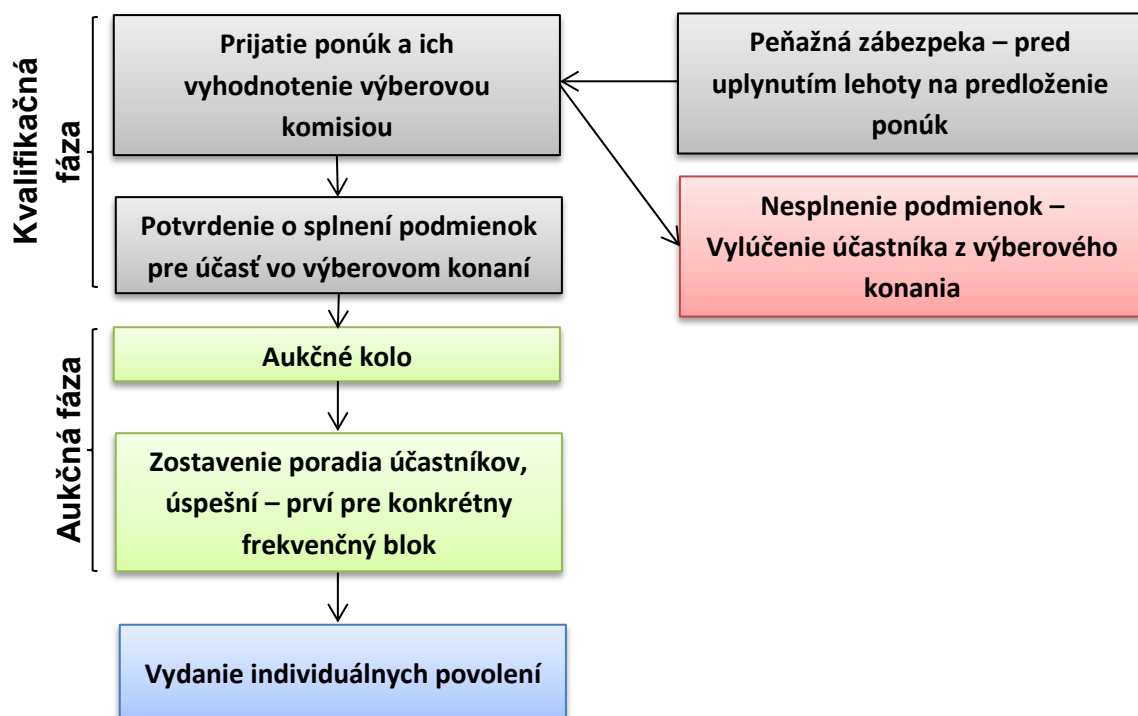 Kvalifikačná
fáza
Prijatie ponúk a ich
vyhodnotenie výberovou
komisiou
Peňažná zábezpeka – pred
uplynutím lehoty na predloženie
ponúk
Potvrdenie o splnení podmienok
pre účasť vo výberovom konaní
Nesplnenie podmienok –
Vylúčenie účastníka z výberového
konania
Aukčná fáza
Aukčné kolo
Zostavenie poradia účastníkov,
úspešní – prví pre konkrétny
frekvenčný blok
Vydanie individuálnych povolení